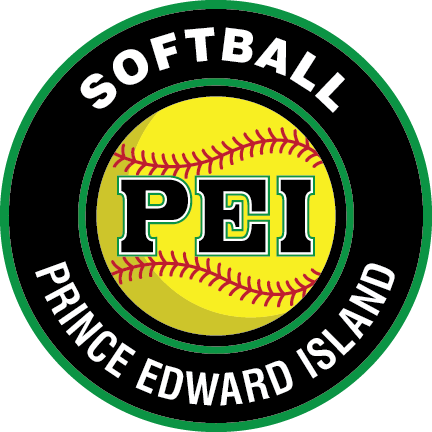 SOFTBALL
PEI
PRINCE EDWARD ISLAND